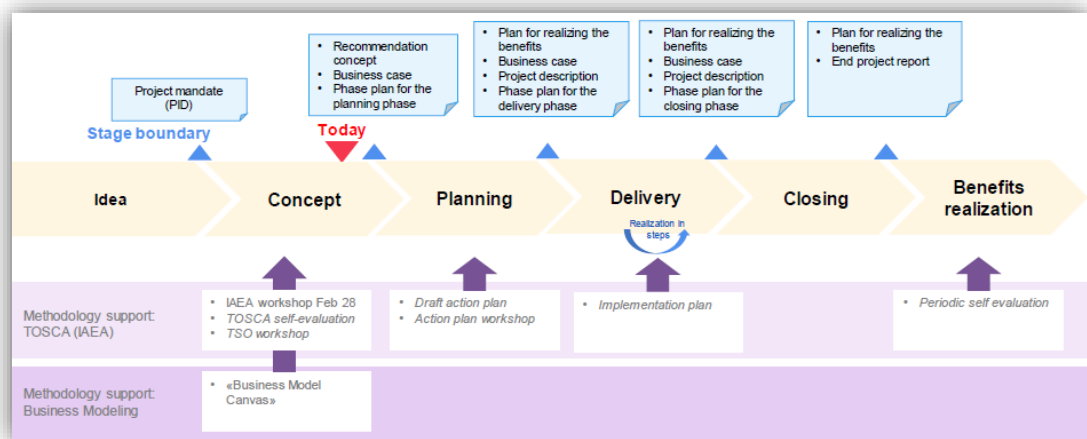 Project mandate
(PID)
• Recommendation
concept
• Business case
• Phase plan for the
planning phase
• Plan for realizing the
benefits
• Business case
• Project description
• Phase plan for the
delivery phase
• Plan for realizing the
benefits
• Business case
• Project description
• Phase plan for the
closing phase
• Plan for realizing the
benefits
• End project report
Stage boundary
Today
Idea
Concept
Planning
Delivery
Realization in
steps
Closing
Benefits
realization
Methodology support:
TOSCA (IAEA)
• IAEA workshop Feb 28
• TOSCA self-evaluation
• TSO workshop
• Draft action plan
• Action plan workshop
• Implementation plan
• Periodic self evaluation
Methodology support:
Business Modeling
• «Business Model
Canvas»